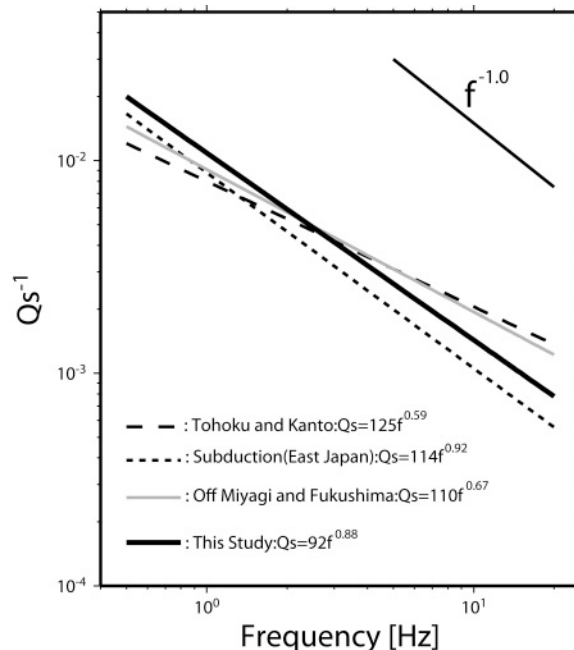 f^-1.0
10^-2
Qs^-1
10^-3
: Tohoku and Kanto:Qs=125f^0.59
: Subduction(East Japan):Qs=114f^0.92
: Off Miyagi and Fukushima:Qs=110f^0.67
: This Study:Qs=92f^0.88
10^-4
10^0
10^1
Frequency [Hz]